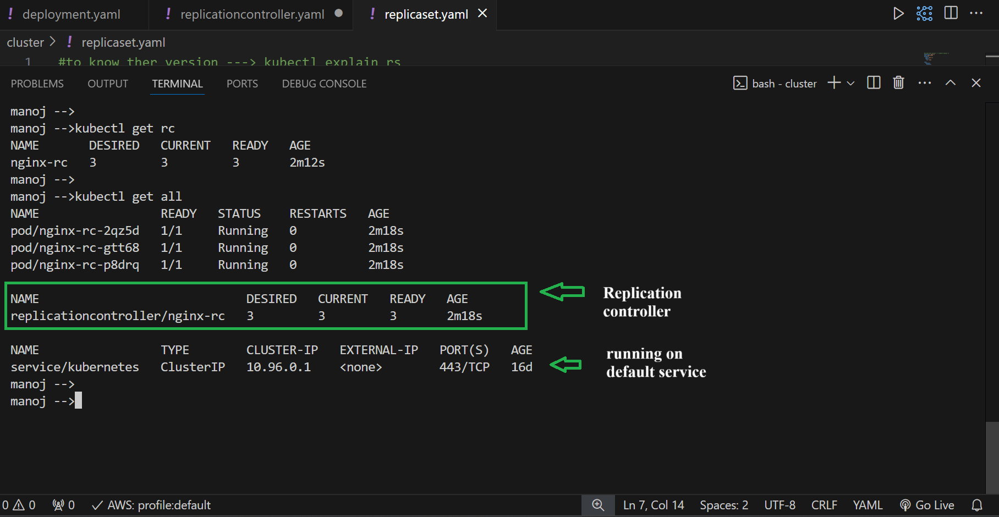 ! deployment.yaml ! replicationcontroller.yaml ● ! replicaset.yaml ×
cluster > ! replicaset.yaml
1 #to know ther version ---> kubectl explain rs
PROBLEMS OUTPUT TERMINAL PORTS DEBUG CONSOLE bash - cluster
manoj -->
manoj -->kubectl get rc
NAME DESIRED CURRENT READY AGE
nginx-rc 3 3 3 2m12s
manoj -->
manoj -->kubectl get all
NAME READY STATUS RESTARTS AGE
pod/nginx-rc-2qz5d 1/1 Running 0 2m18s
pod/nginx-rc-gtt68 1/1 Running 0 2m18s
pod/nginx-rc-p8drq 1/1 Running 0 2m18s
NAME DESIRED CURRENT READY AGE
replicationcontroller/nginx-rc 3 3 3 2m18s
Replication
controller
NAME TYPE CLUSTER-IP EXTERNAL-IP PORT(S) AGE
service/kubernetes ClusterIP 10.96.0.1 <none> 443/TCP 16d
running on
default service
manoj -->
manoj -->
0 0 0 AWS: profile:default Ln 7, Col 14 Spaces: 2 UTF-8 CRLF YAML Go Live